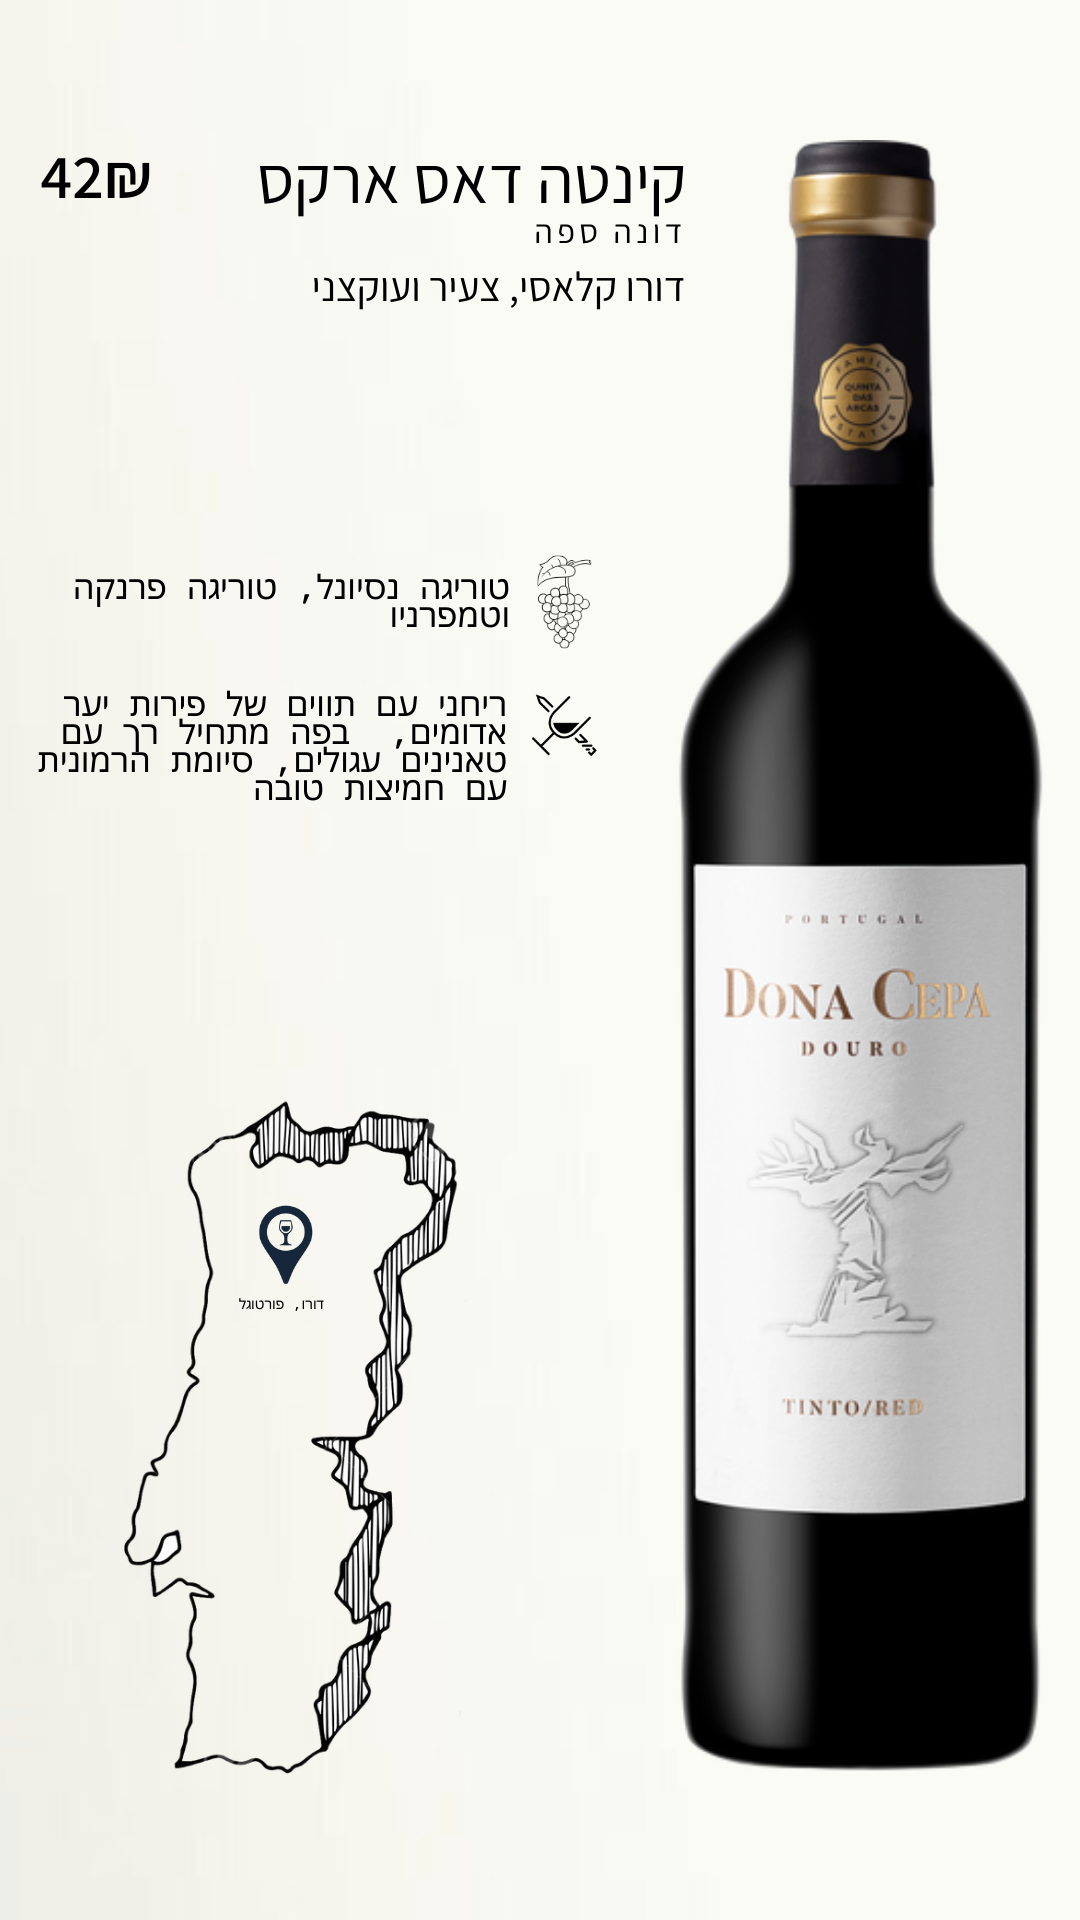 קינטה דאס ארקס
42₪
דונה ספה
דורו קלאסי, צעיר ועוקצני
טוריגה נסיונל, טוריגה פרנקה
וטמפרניו
ריחני עם תווים של פירות יער
אדומים, בפה מתחיל רך עם
טאנינים עגולים, סיומת הרמונית
עם חמיצות טובה
דורו, פורטוגל
FAMILY
QUINTA
DAS
ARCAS
ESTATES
PORTUGAL
DONA CEPA
DOURO
TINTO/RED